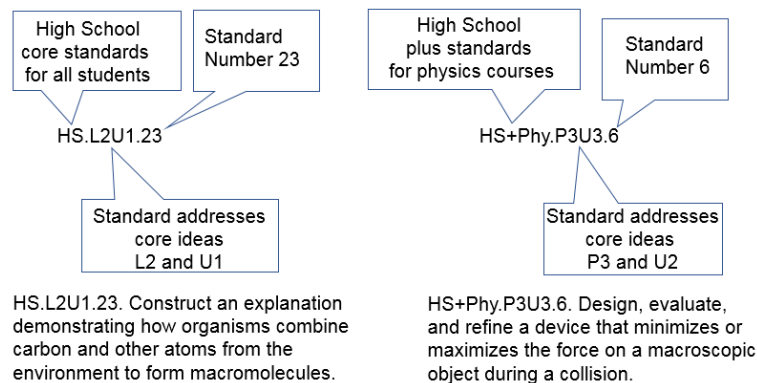 High School
core standards
for all students
Standard
Number 23
HS.L2U1.23
Standard addresses
core ideas
L2 and U1
HS.L2U1.23. Construct an explanation
demonstrating how organisms combine
carbon and other atoms from the
environment to form macromolecules.
High School
plus standards
for physics courses
Standard
Number 6
HS+Phy.P3U3.6
Standard addresses
core ideas
P3 and U2
HS+Phy.P3U3.6. Design, evaluate,
and refine a device that minimizes or
maximizes the force on a macroscopic
object during a collision.